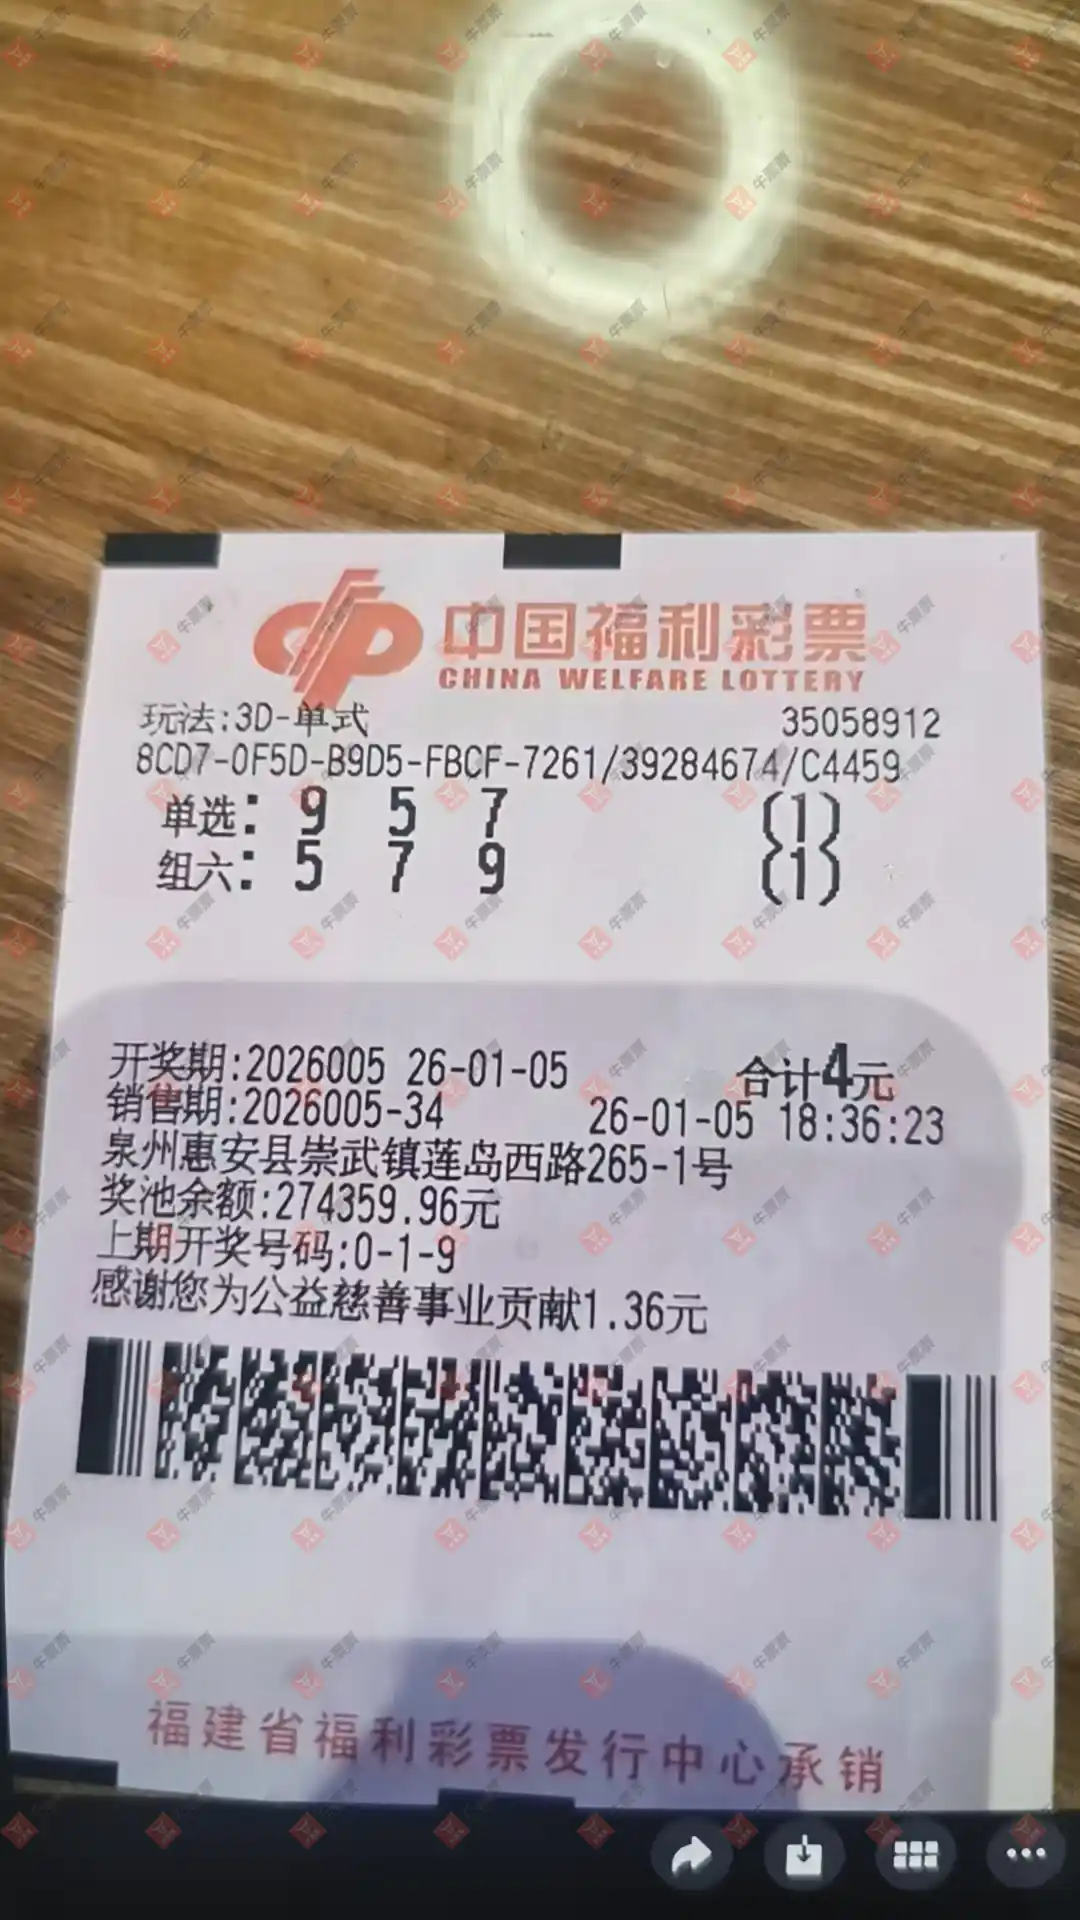 中国福利彩票
CHINA WELFARE LOTTERY
玩法:3D-单式 35058912
8CD7-0F5D-B9D5-FBCF-7261/39284674/C4459
单选: 9 5 7 (1)
组六: 5 7 9 (1)
开奖期:2026005 26-01-05 合计4元
销售期:2026005-34 26-01-05 18:36:23
泉州惠安县崇武镇莲岛西路265-1号
奖池余额:274359.96元
上期开奖号码:0-1-9
感谢您为公益慈善事业贡献1.36元
福建省福利彩票发行中心承销
牛票票